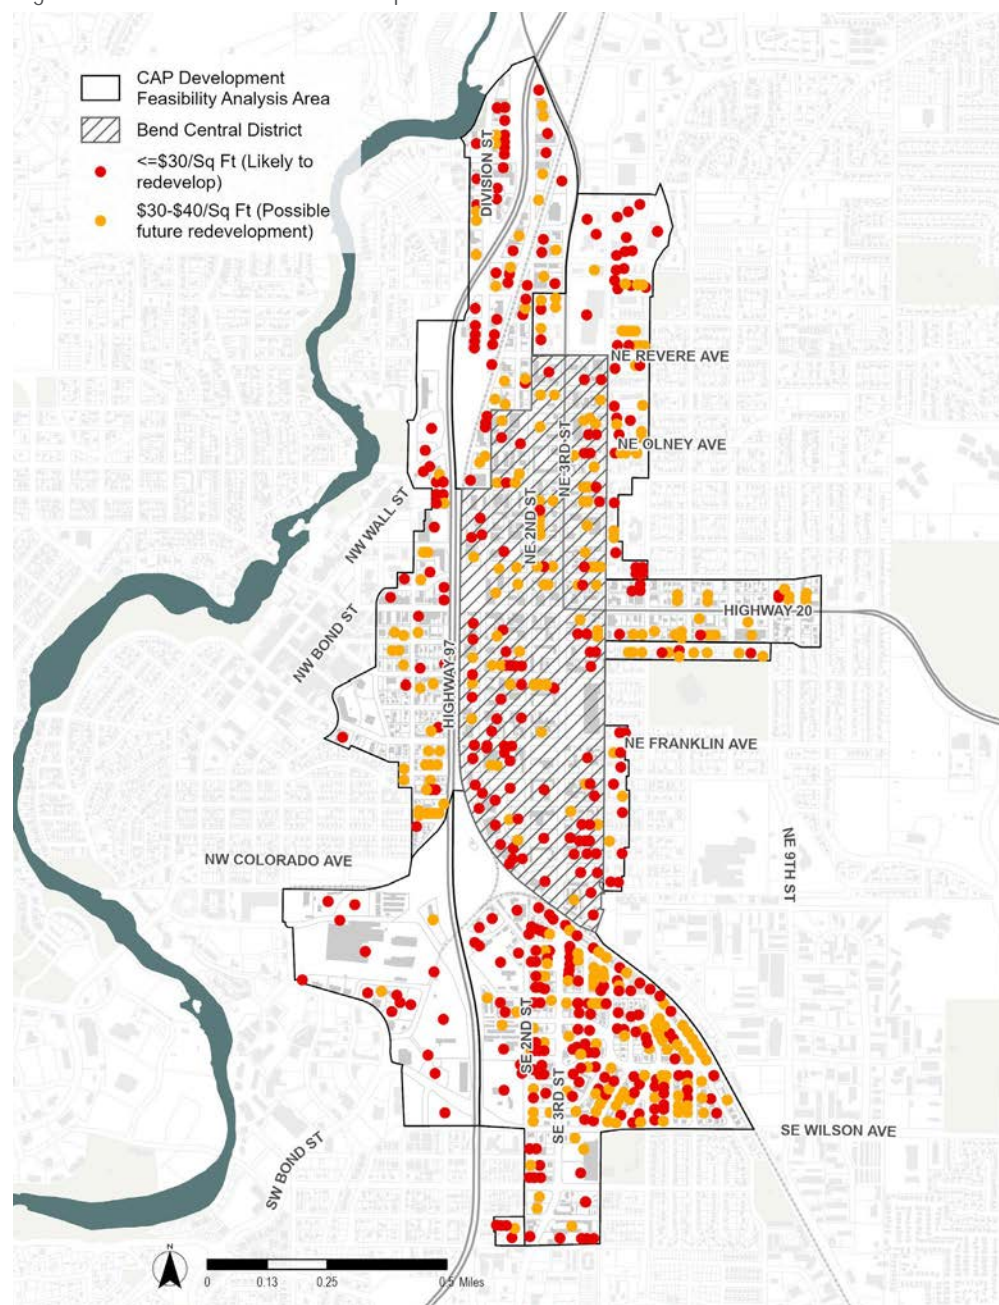 CAP Development
Feasibility Analysis Area
Bend Central District
<=$30/Sq Ft (Likely to
redevelop)
$30-$40/Sq Ft (Possible
future redevelopment)
DIVISION ST
NE REVERE AVE
NE OLNEY AVE
NE 3RD ST
NE 2ND ST
NW WALL ST
NW BOND ST
HIGHWAY 20
HIGHWAY 97
NE FRANKLIN AVE
NW COLORADO AVE
NE 9TH ST
SE 2ND ST
SE 3RD ST
SE WILSON AVE
SW BOND ST
N
0 0.13 0.25 0.5 Miles